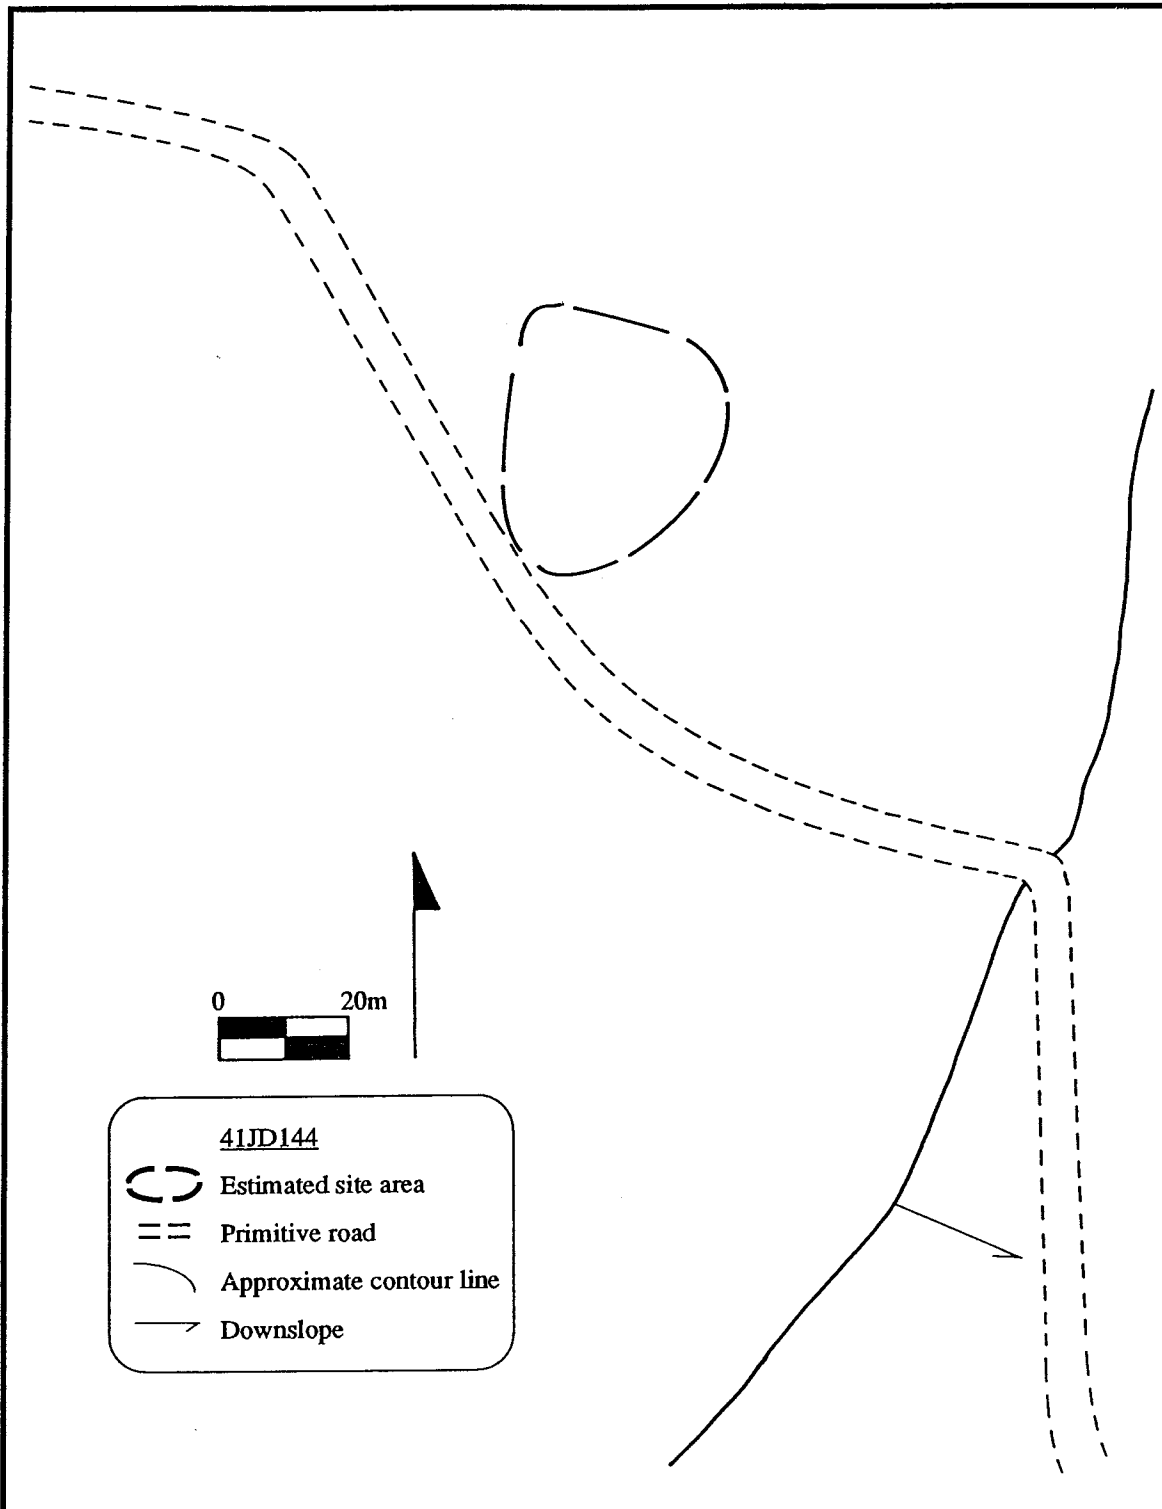 0 20m
41JD144
Estimated site area
Primitive road
Approximate contour line
Downslope